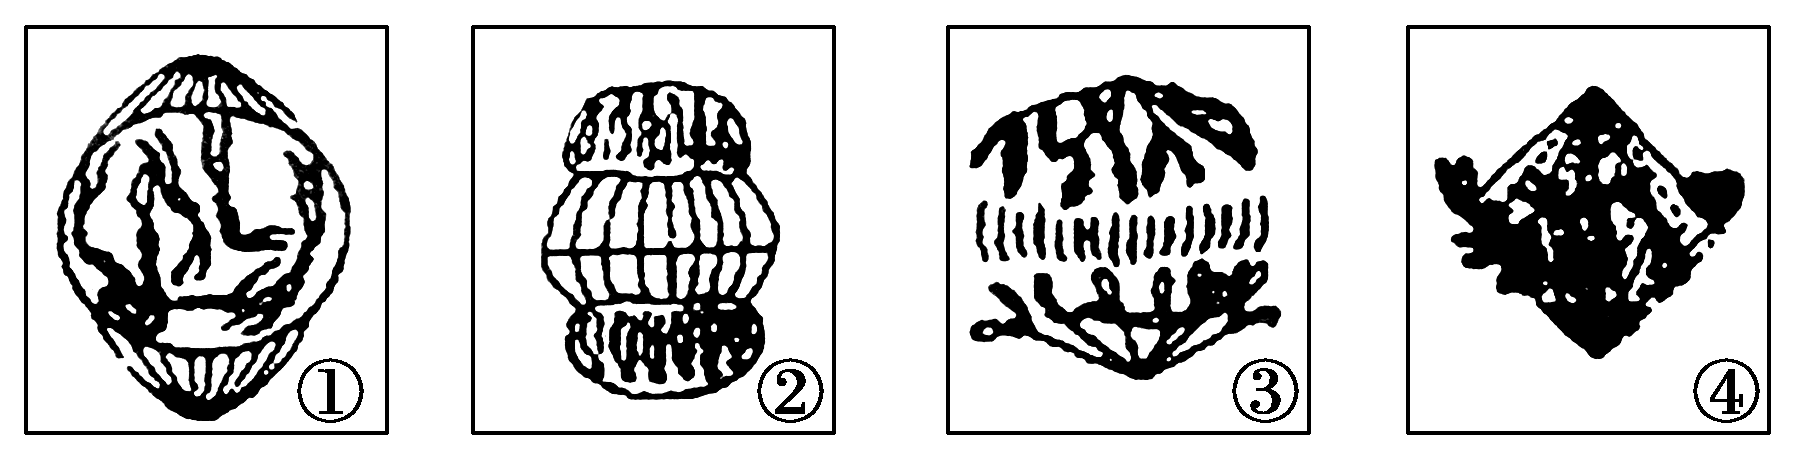 ① ② ③ ④